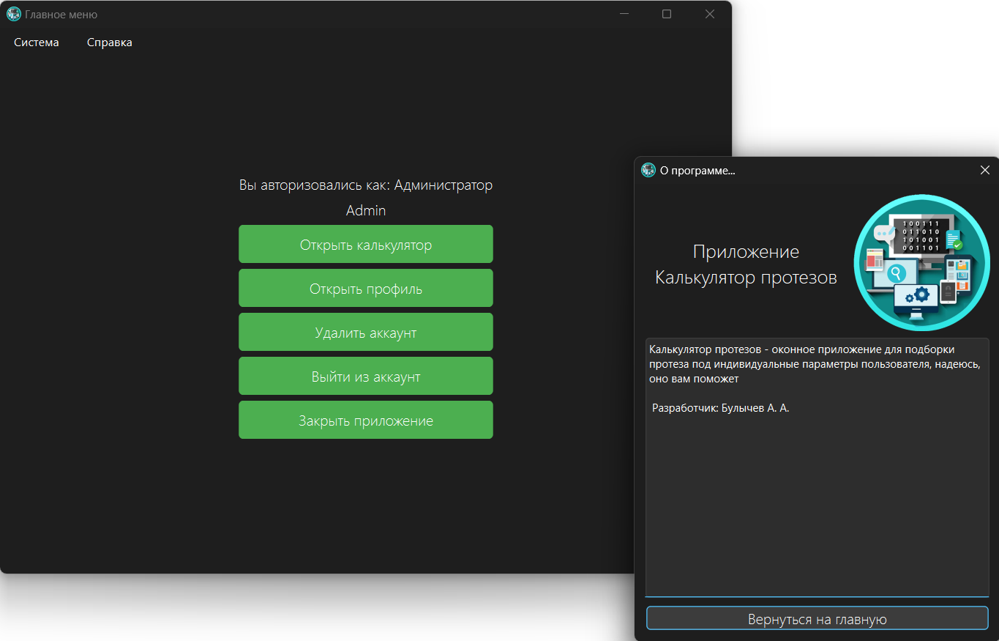 Главное меню
Система Справка
Вы авторизовались как: Администратор
Admin
Открыть калькулятор
Открыть профиль
Удалить аккаунт
Выйти из аккаунт
Закрыть приложение
О программе...
Приложение
Калькулятор протезов
100111
011010
101001
001101
Калькулятор протезов - оконное приложение для подборки
протеза под индивидуальные параметры пользователя, надеюсь,
оно вам поможет
Разработчик: Булычев А. А.
Вернуться на главную